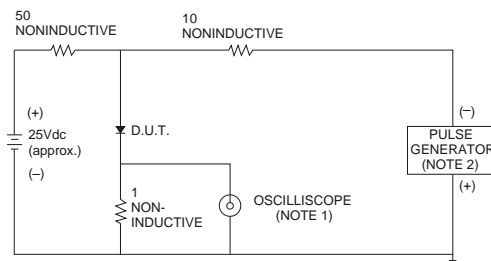 50
NONINDUCTIVE
10
NONINDUCTIVE
(+)
25Vdc
(approx.)
(–)
D.U.T.
1
NON-
INDUCTIVE
OSCILLISCOPE
(NOTE 1)
(–)
PULSE
GENERATOR
(NOTE 2)
(+)